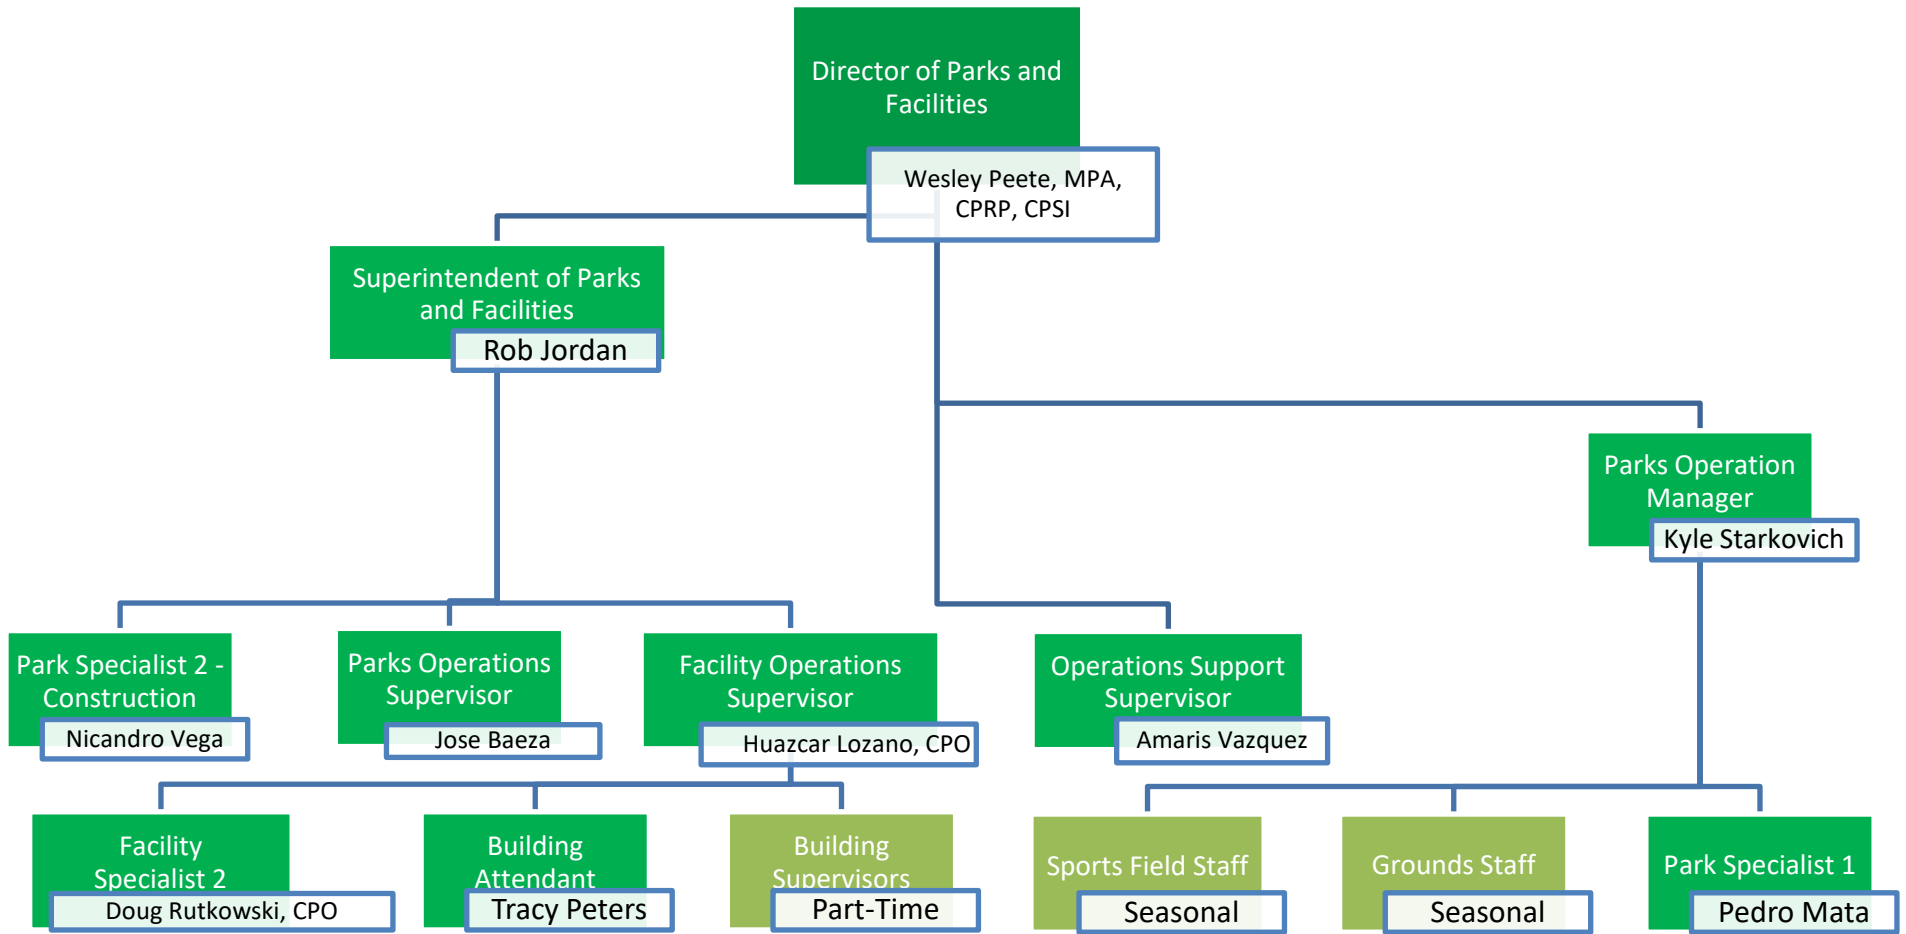 Director of Parks and
Facilities
Wesley Peete, MPA,
CPRP, CPSI
Superintendent of Parks
and Facilities
Rob Jordan
Parks Operation
Manager
Kyle Starkovich
Park Specialist 2 -
Construction
Nicandro Vega
Parks Operations
Supervisor
Jose Baeza
Facility Operations
Supervisor
Huazcar Lozano, CPO
Operations Support
Supervisor
Amaris Vazquez
Facility
Specialist 2
Doug Rutkowski, CPO
Building
Attendant
Tracy Peters
Building
Supervisors
Part-Time
Sports Field Staff
Seasonal
Grounds Staff
Seasonal
Park Specialist 1
Pedro Mata